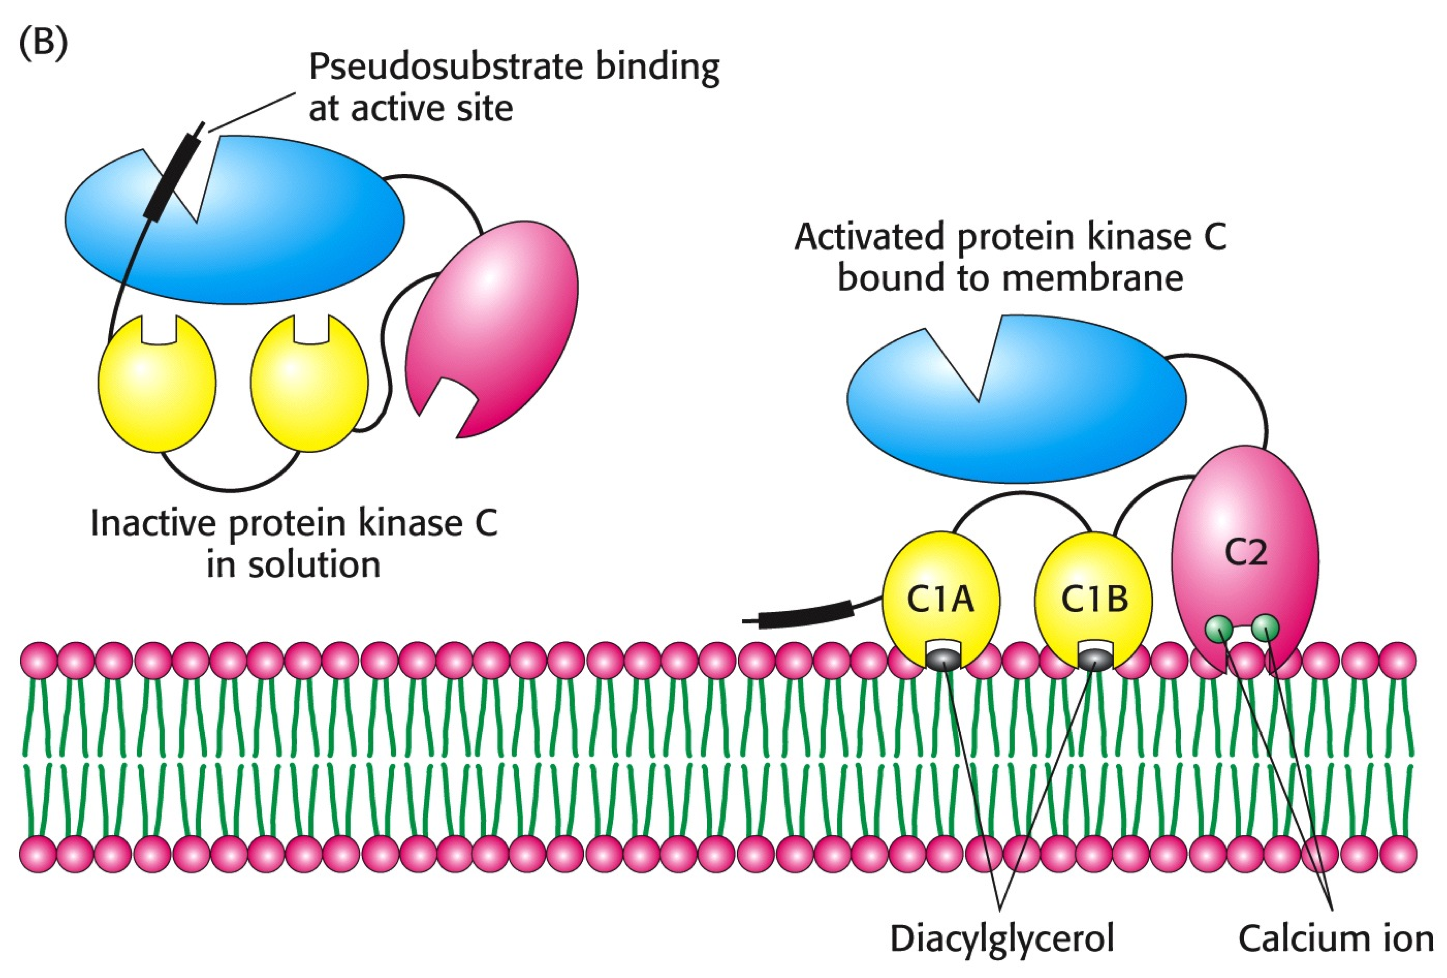 (B)
Pseudosubstrate binding
at active site
Activated protein kinase C
bound to membrane
Inactive protein kinase C
in solution
C1A
C1B
C2
Diacylglycerol
Calcium ion